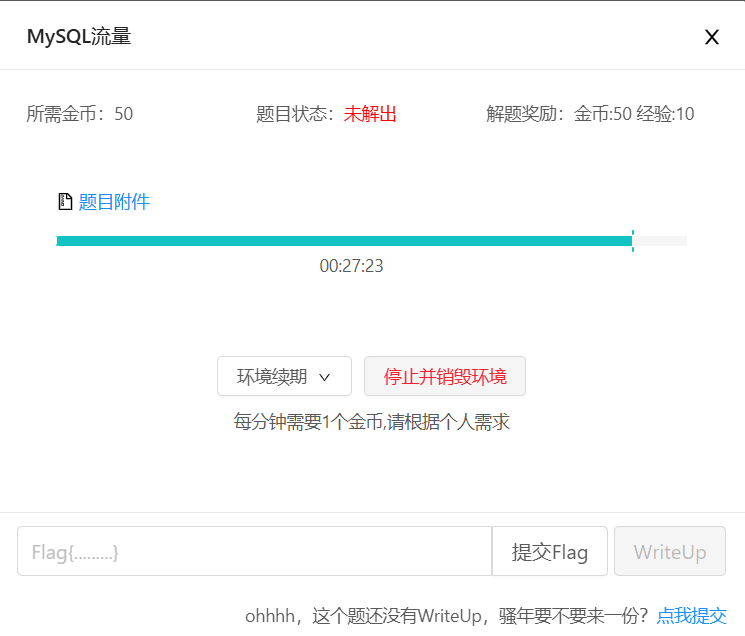 MySQL流量 X
所需金币：50 题目状态：未解出 解题奖励：金币:50 经验:10
题目附件
00:27:23
环境续期 停止并销毁环境
每分钟需要1个金币,请根据个人需求
Flag{.........} 提交Flag WriteUp
ohhhh，这个题还没有WriteUp，骚年要不要来一份？点我提交